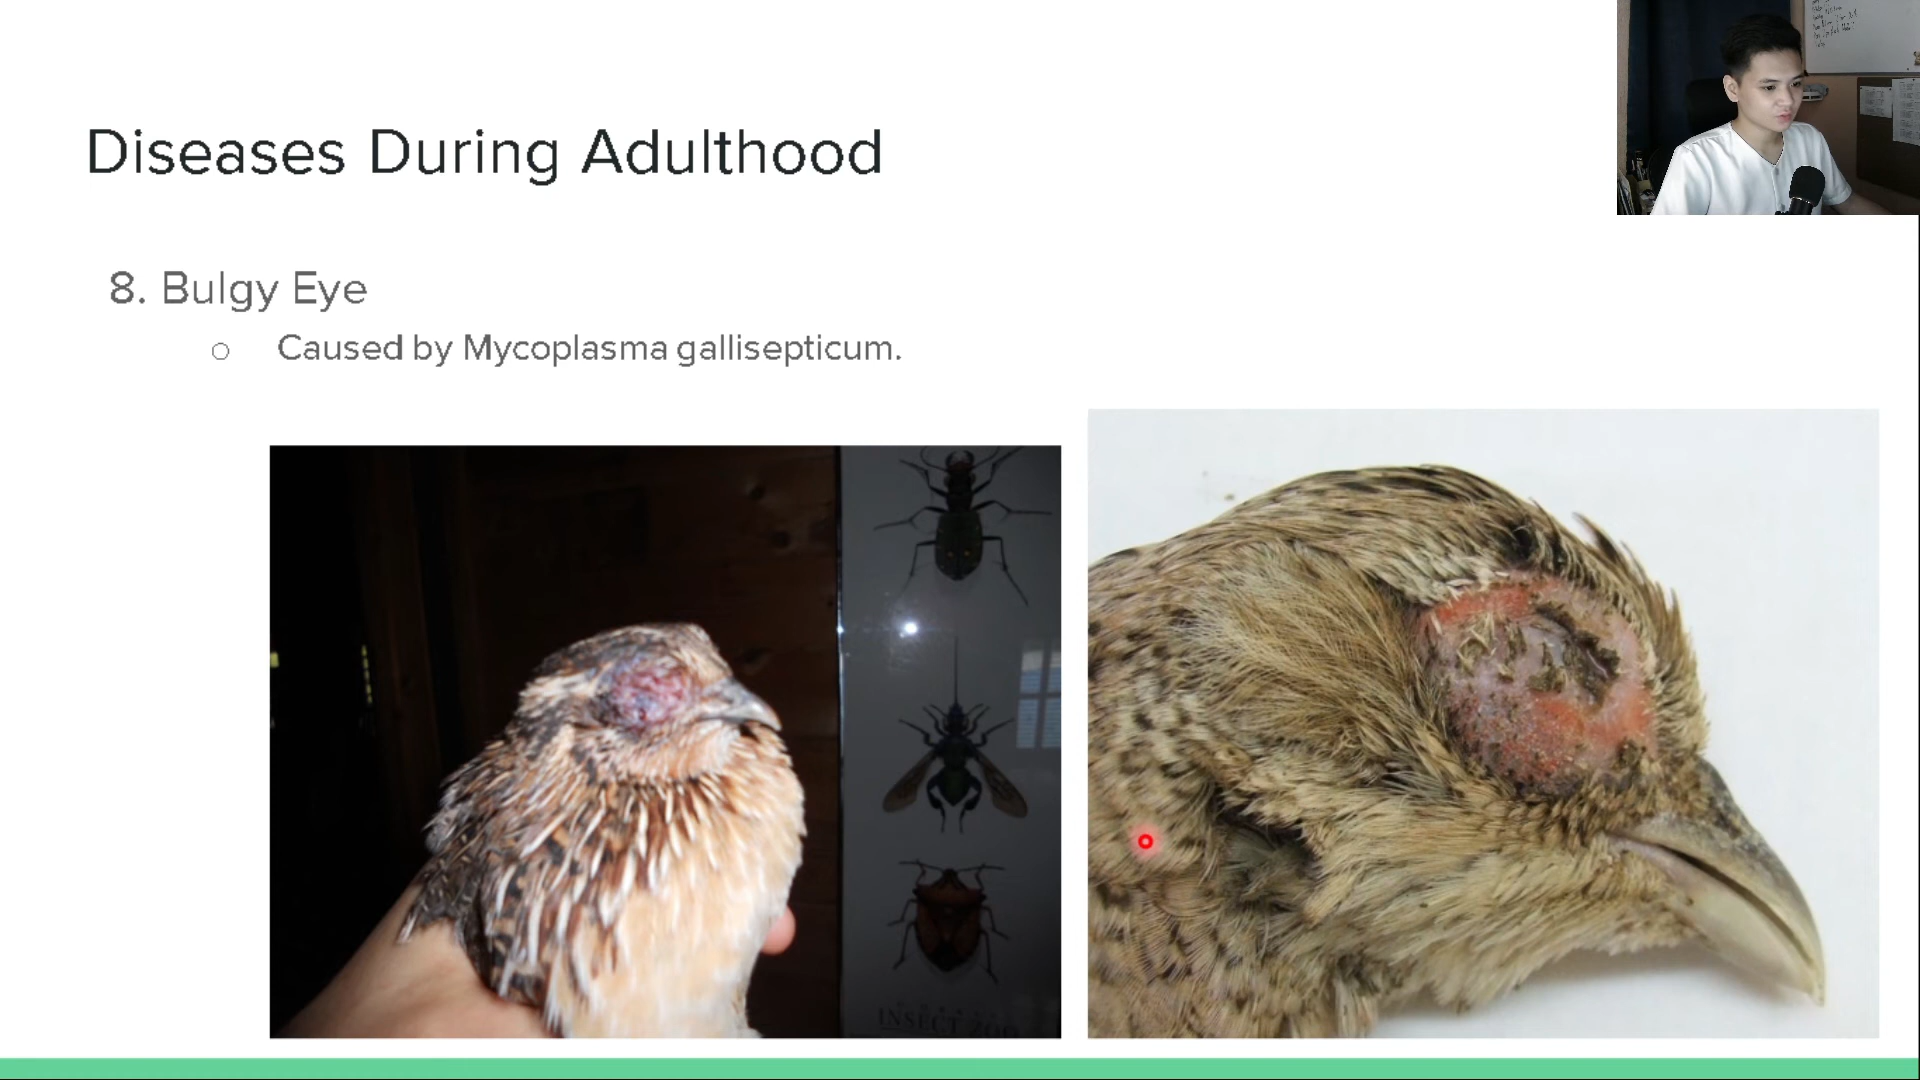 Diseases During Adulthood
8. Bulgy Eye
○ Caused by Mycoplasma gallisepticum.
INSECT ZOO